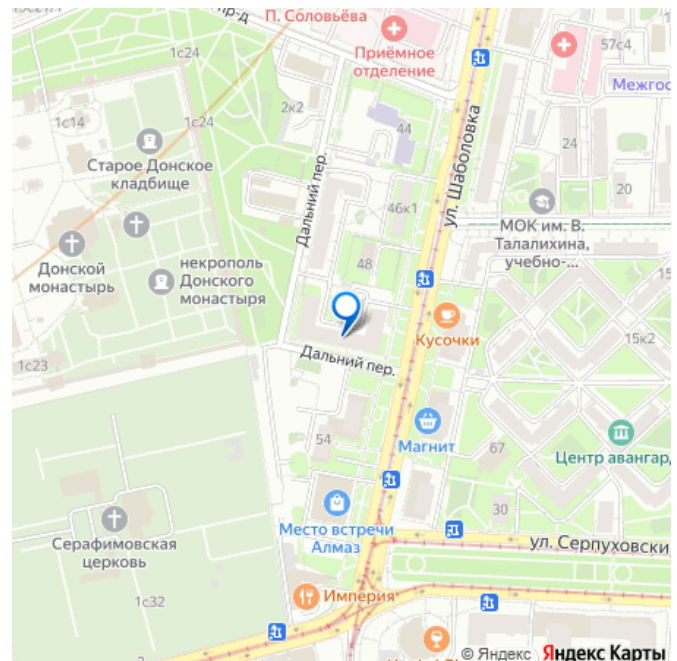 П. Соловьёва
пр-д
Приёмное
отделение
57с4
Межгос
1с24
1с14
1с24
2к2
44
ул. Шаболовка
24
20
Старое Донское
кладбище
46к1
Дальний пер.
МОК им. В.
Талалихина,
учебно-...
Донской
монастырь
некрополь
Донского
монастыря
48
15
Кусочки
15к2
Дальний пер.
1с23
54
Магнит
67
Центр авангард
30
Место встречи
Алмаз
Серафимовская
церковь
ул. Серпуховски
Империя
1с32
© Яндекс Яндекс Карты